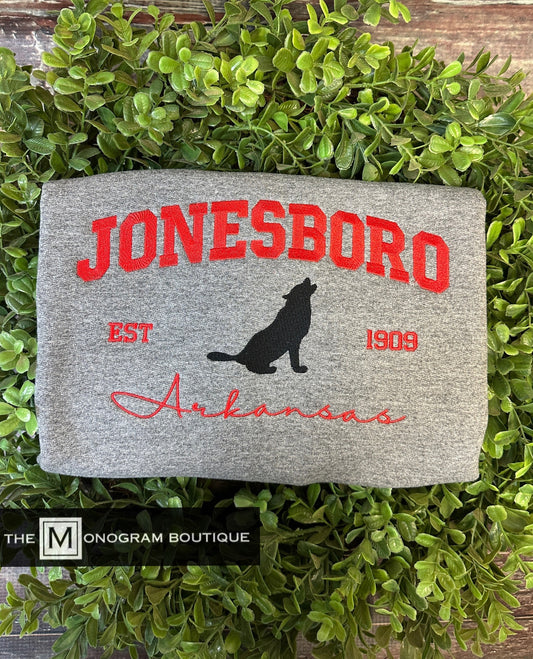 JONESBORO
EST 1909
Arkansas
THE M MONOGRAM BOUTIQUE